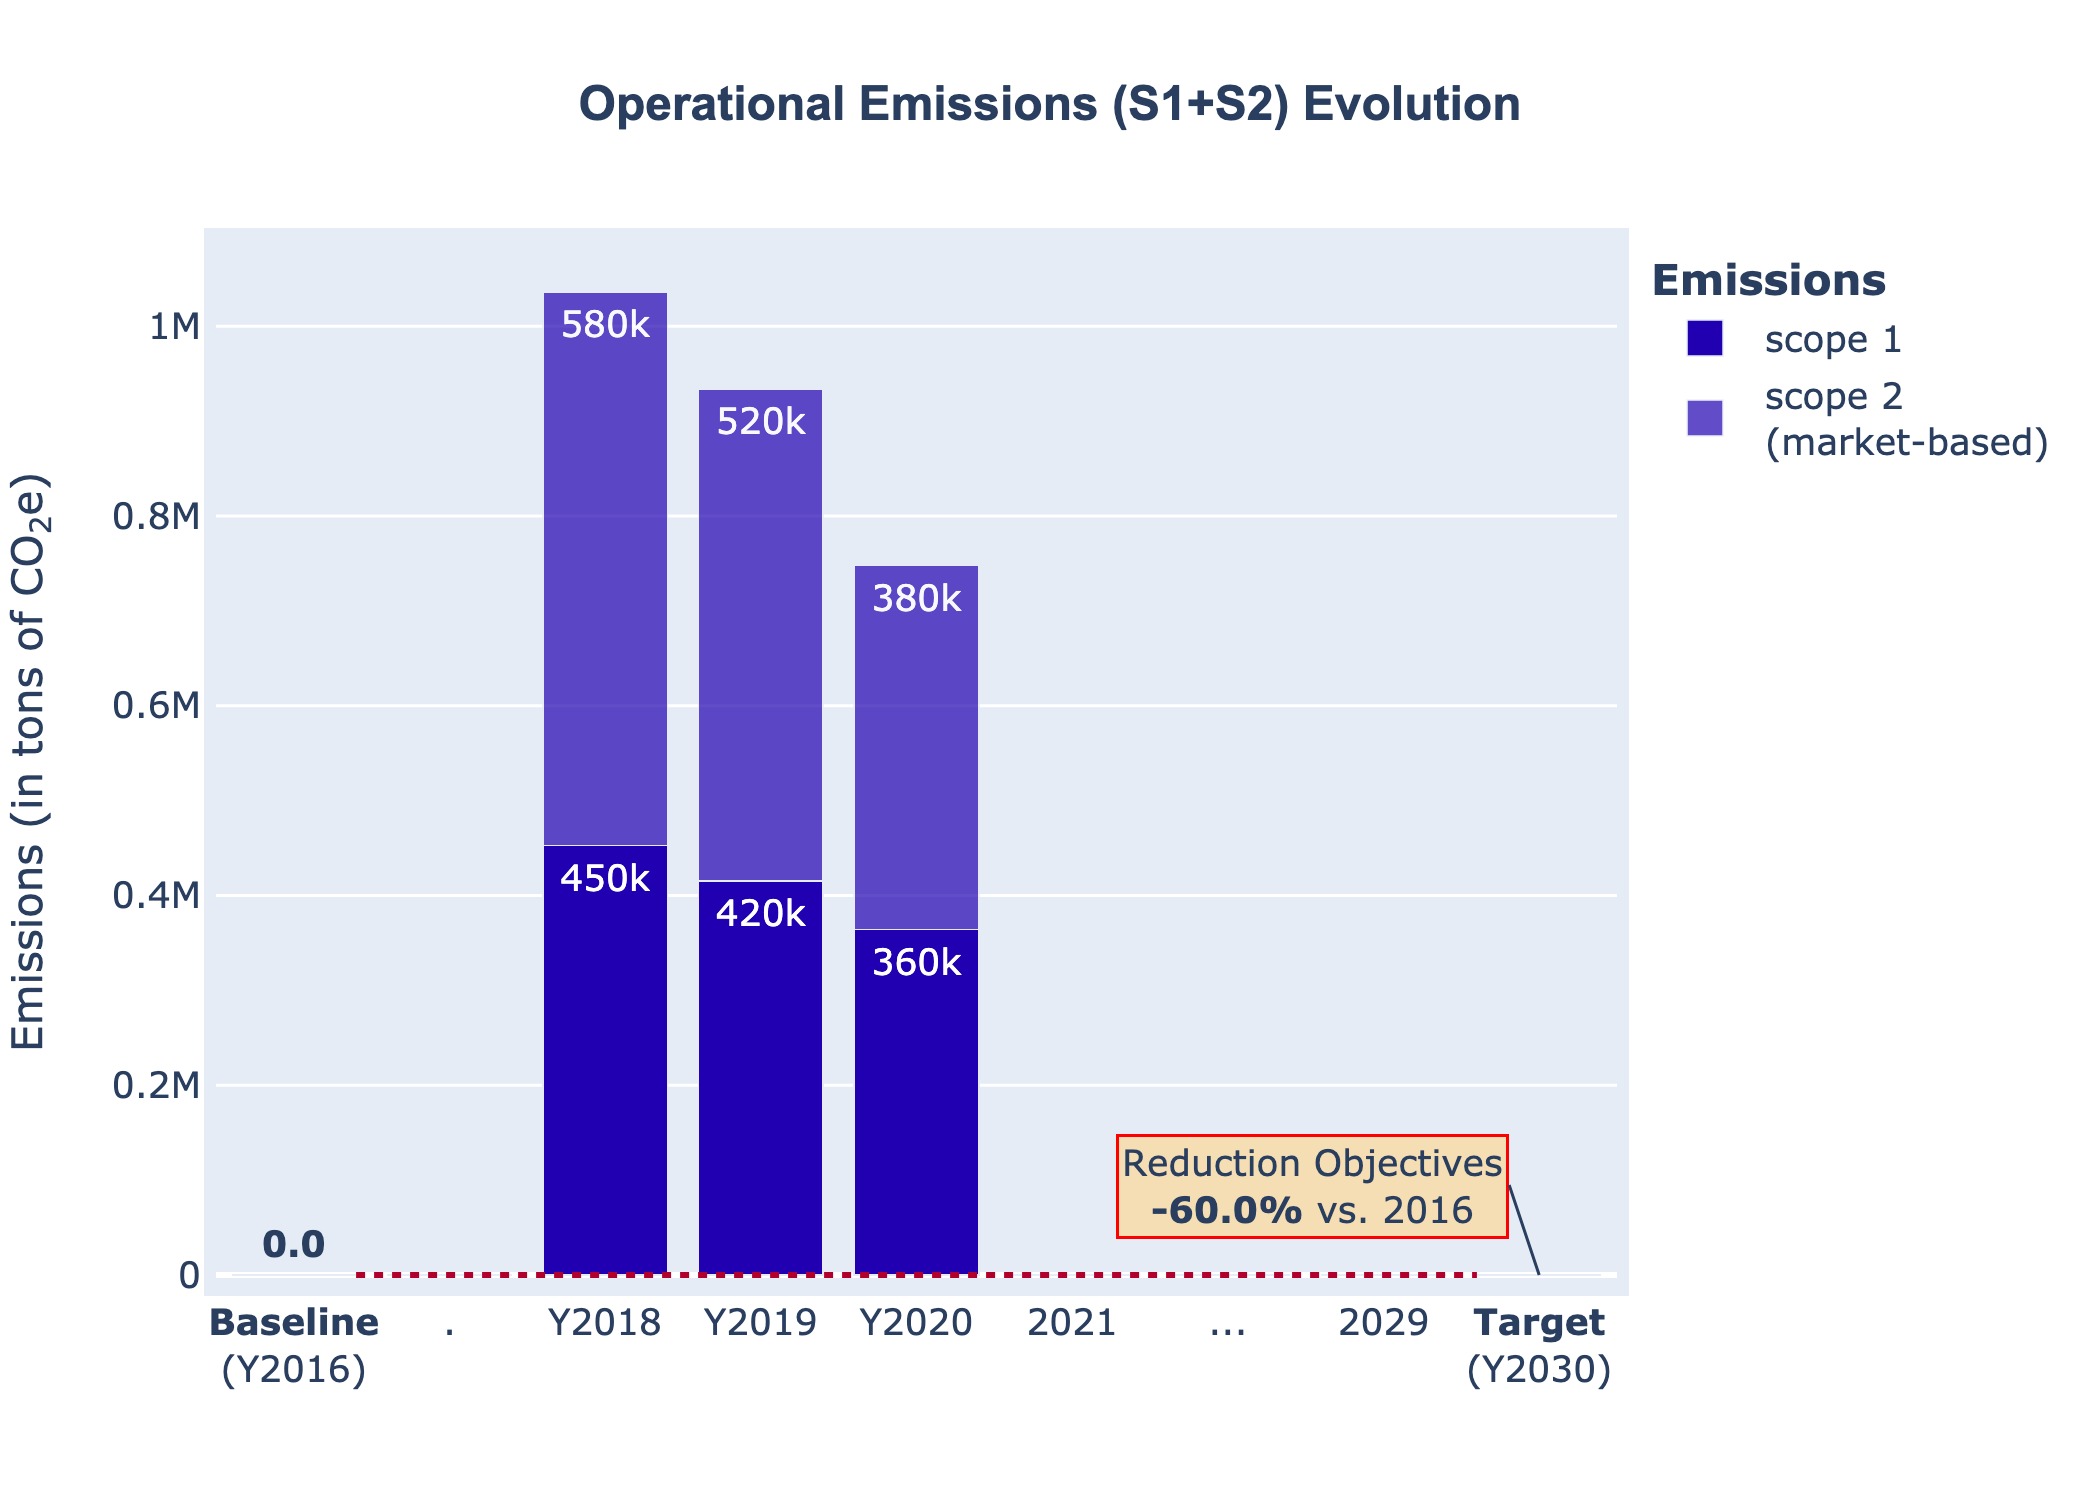 Operational Emissions (S1+S2) Evolution
Emissions
scope 1
scope 2
(market-based)
Emissions (in tons of CO₂e)
1M
0.8M
0.6M
0.4M
0.2M
0
580k
520k
380k
450k
420k
360k
Reduction Objectives
-60.0% vs. 2016
0.0
Baseline . Y2018 Y2019 Y2020 2021 ... 2029 Target
(Y2016) (Y2030)